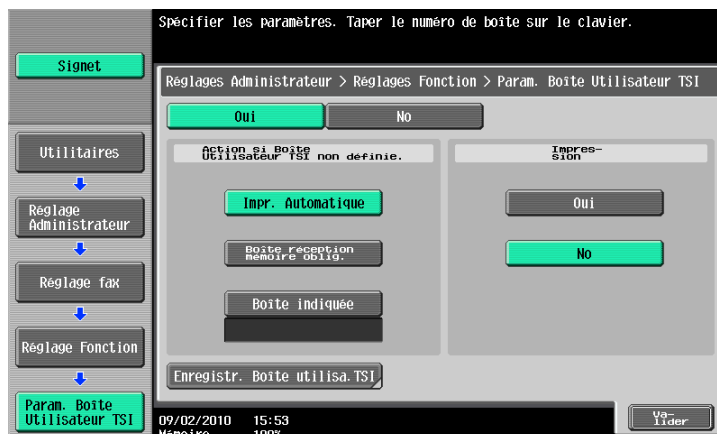 Spécifier les paramètres. Taper le numéro de boîte sur le clavier.
Signet
Réglages Administrateur > Réglages Fonction > Param. Boîte Utilisateur TSI
Oui
No
Utilitaires
Réglage
Administrateur
Réglage fax
Réglage Fonction
Param. Boîte
Utilisateur TSI
Action si Boîte
Utilisateur TSI non définie.
Impr. Automatique
Boîte réception
mémoire oblig.
Boîte indiquée
Impres-
sion
Oui
No
Enregistr. Boîte utilisa.TSI
09/02/2010 15:53
Mémoire 100%
Va-
lider